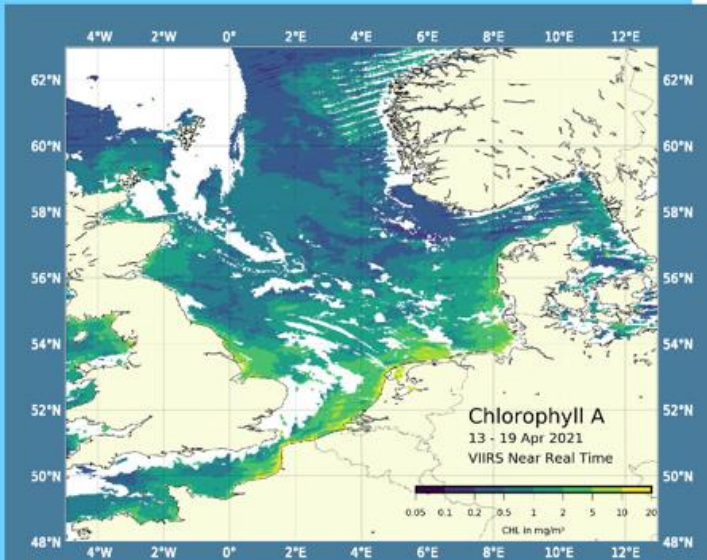 4°W 2°W 0° 2°E 4°E 6°E 8°E 10°E 12°E
62°N 62°N
60°N 60°N
58°N 58°N
56°N 56°N
54°N 54°N
52°N 52°N
50°N 50°N
48°N 48°N
Chlorophyll A
13 - 19 Apr 2021
VIIRS Near Real Time
0.05 0.1 0.2 0.5 1 2 5 10 20
CHL in mg/m³
4°W 2°W 0° 2°E 4°E 6°E 8°E 10°E 12°E